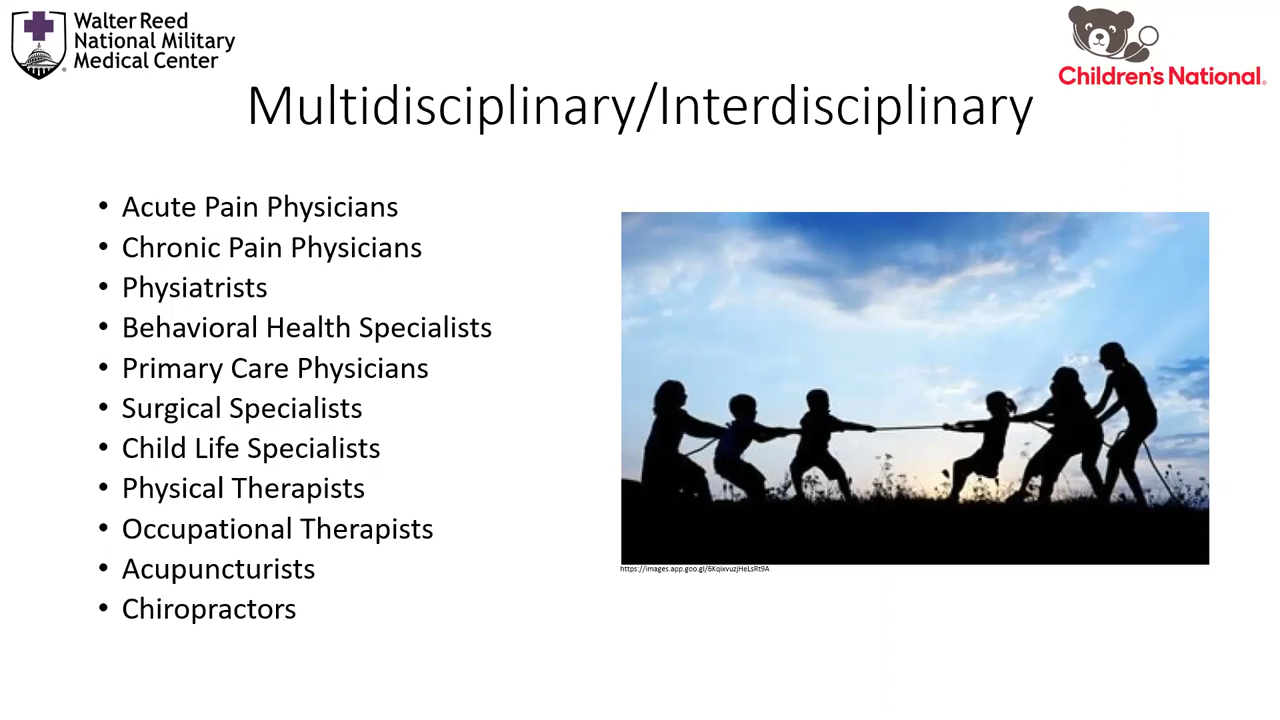 Walter Reed
National Military
Medical Center
Children's National®
Multidisciplinary/Interdisciplinary
• Acute Pain Physicians
• Chronic Pain Physicians
• Physiatrists
• Behavioral Health Specialists
• Primary Care Physicians
• Surgical Specialists
• Child Life Specialists
• Physical Therapists
• Occupational Therapists
• Acupuncturists
• Chiropractors